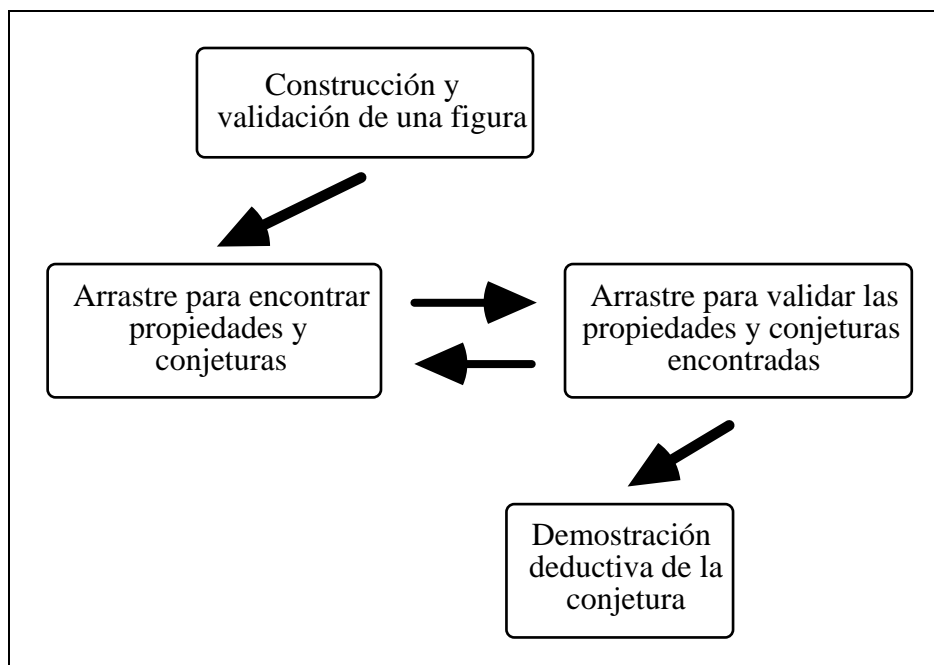 Construcción y
validación de una figura
Arrastre para encontrar
propiedades y
conjeturas
Arrastre para validar las
propiedades y conjeturas
encontradas
Demostración
deductiva de la
conjetura